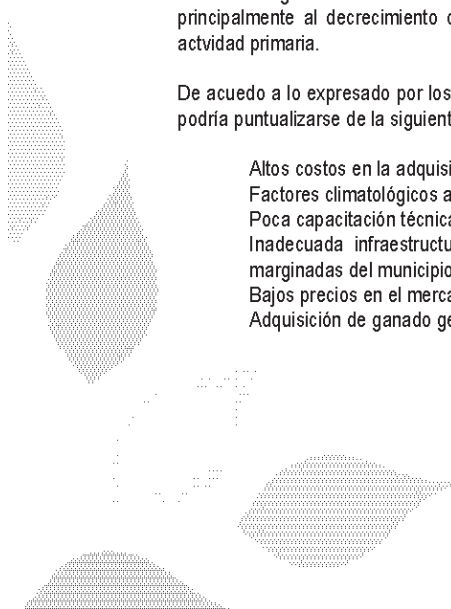 principalmente al decrecimiento
actvidad primaria.
De acuedo a lo expresado por los
podría puntualizarse de la siguient
Altos costos en la adquisi
Factores climatológicos a
Poca capacitación técnica
Inadecuada infraestructu
marginadas del municipio
Bajos precios en el merca
Adquisición de ganado ge